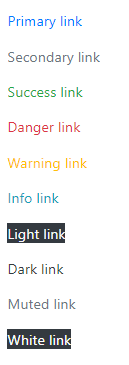 Primary link
Secondary link
Success link
Danger link
Warning link
Info link
Light link
Dark link
Muted link
White link